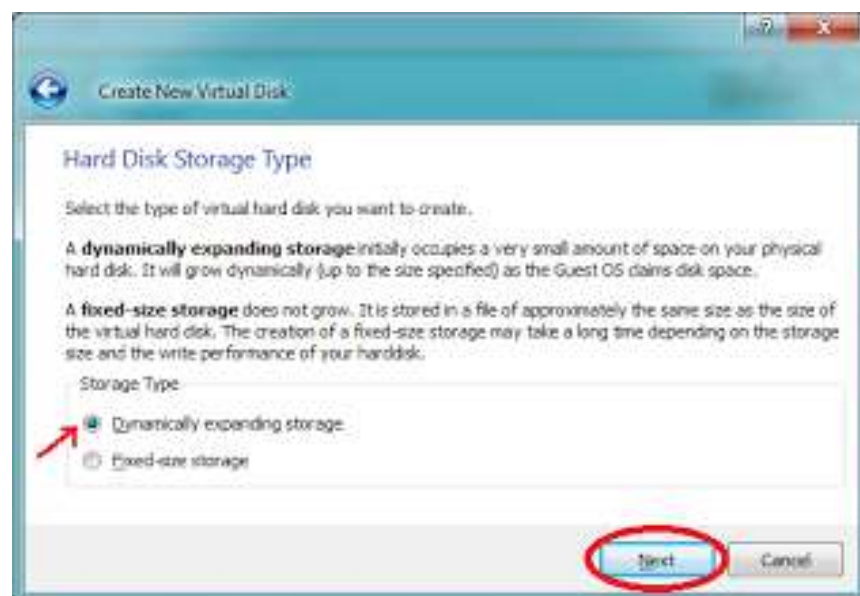 Create New Virtual Disk
Hard Disk Storage Type
Select the type of virtual hard disk you want to create.
A dynamically expanding storage initially occupies a very small amount of space on your physical
hard disk. It will grow dynamically (up to the size specified) as the Guest OS claims disk space.
A fixed-size storage does not grow. It is stored in a file of approximately the same size as the size of
the virtual hard disk. The creation of a fixed-size storage may take a long time depending on the storage
size and the write performance of your harddisk.
Storage Type
Dynamically expanding storage
Fixed-size storage
Next
Cancel